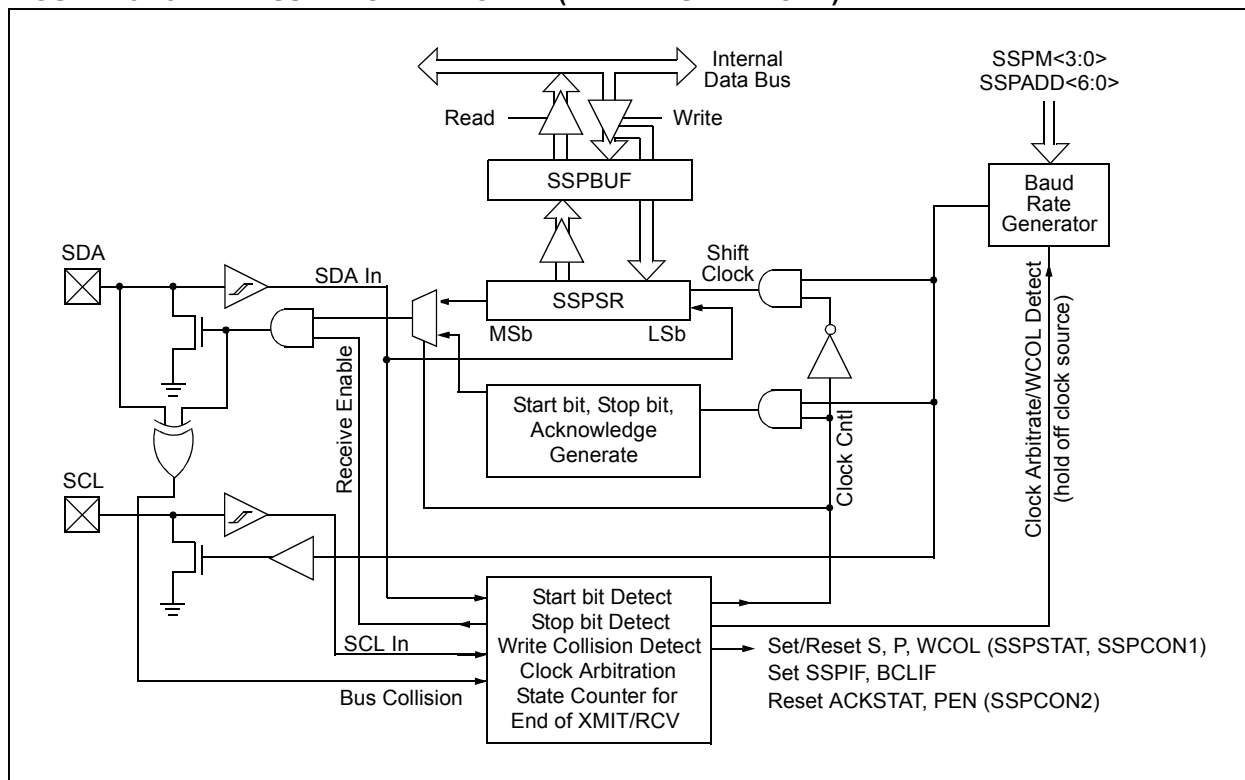 Internal
Data Bus
SSPM<3:0>
SSPADD<6:0>
Read
Write
SSPBUF
Baud
Rate
Generator
SDA
SDA In
Shift
Clock
SSPSR
MSb
LSb
Start bit, Stop bit,
Acknowledge
Generate
Receive Enable
Clock Cntl
Clock Arbitrate/WCOL Detect
(hold off clock source)
SCL
SCL In
Bus Collision
Start bit Detect
Stop bit Detect
Write Collision Detect
Clock Arbitration
State Counter for
End of XMIT/RCV
Set/Reset S, P, WCOL (SSPSTAT, SSPCON1)
Set SSPIF, BCLIF
Reset ACKSTAT, PEN (SSPCON2)